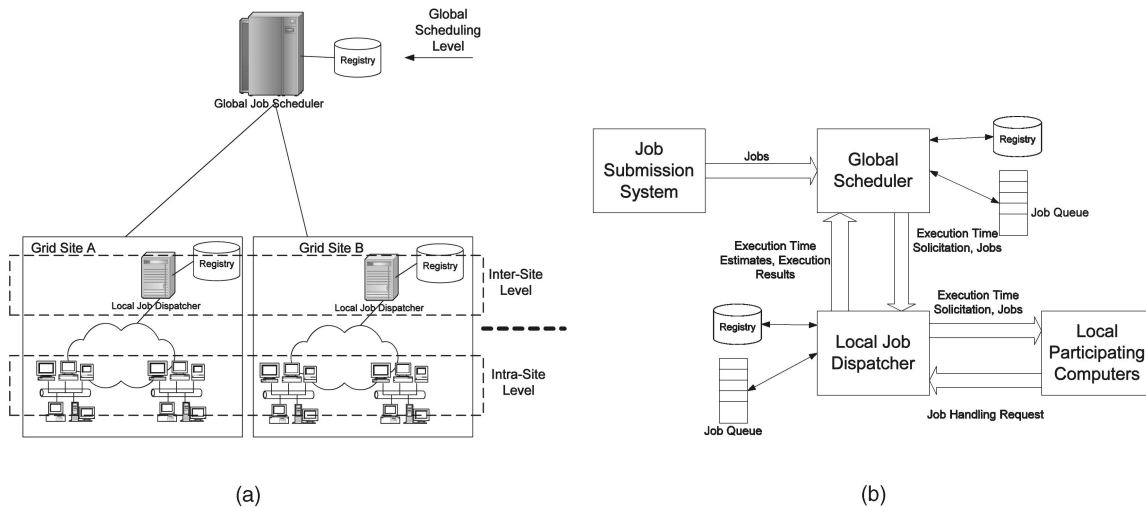 Global
Scheduling
Level
Registry
Global Job Scheduler
Grid Site A
Registry
Local Job Dispatcher
Grid Site B
Registry
Local Job Dispatcher
Inter-Site
Level
Intra-Site
Level
(a)
Job
Submission
System
Jobs
Global
Scheduler
Registry
Job Queue
Execution Time
Estimates, Execution
Results
Execution Time
Solicitation, Jobs
Registry
Job Queue
Local Job
Dispatcher
Execution Time
Solicitation, Jobs
Local
Participating
Computers
Job Handling Request
(b)